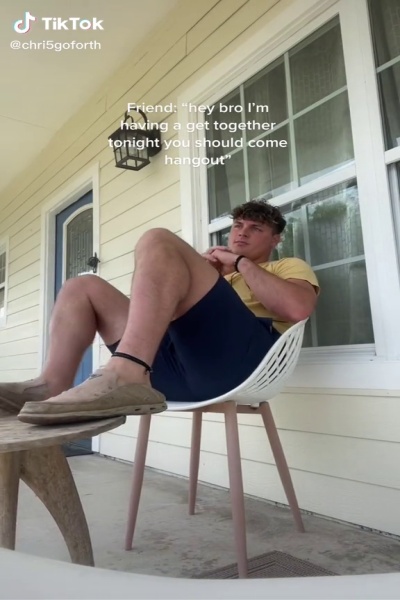 TikTok
@chri5goforth
Friend: "hey bro I'm
having a get together
tonight you should come
hangout"